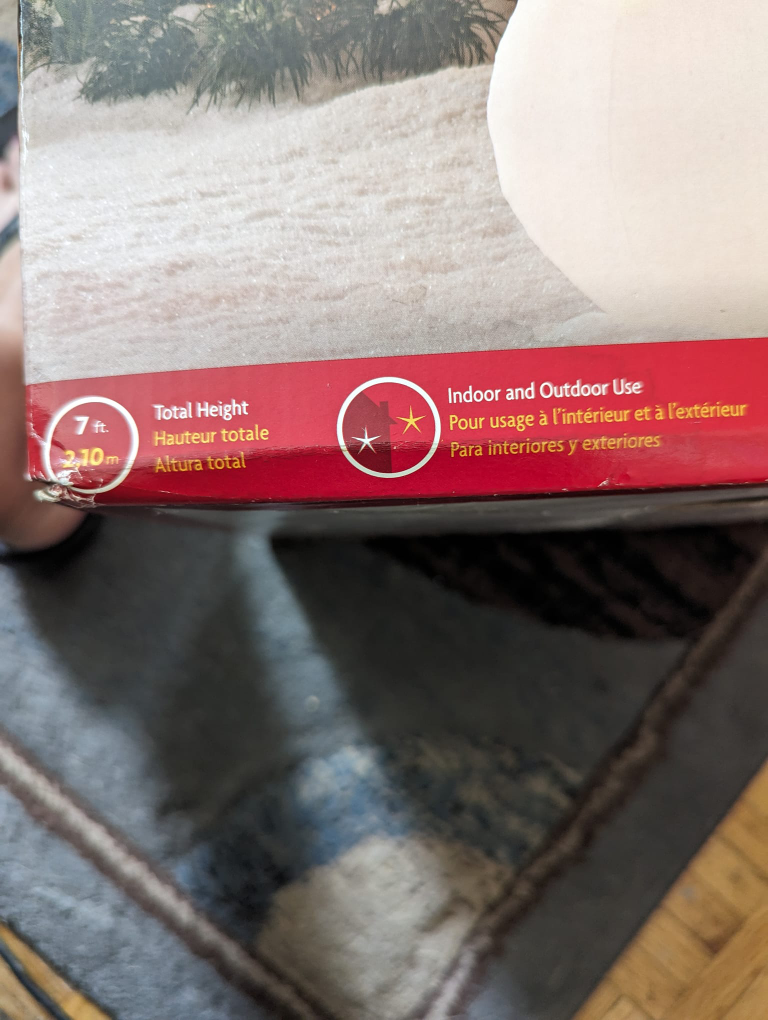 7 ft.
2,10 m
Total Height
Hauteur totale
Altura total
Indoor and Outdoor Use
Pour usage à l'intérieur et à l'extérieur
Para interiores y exteriores